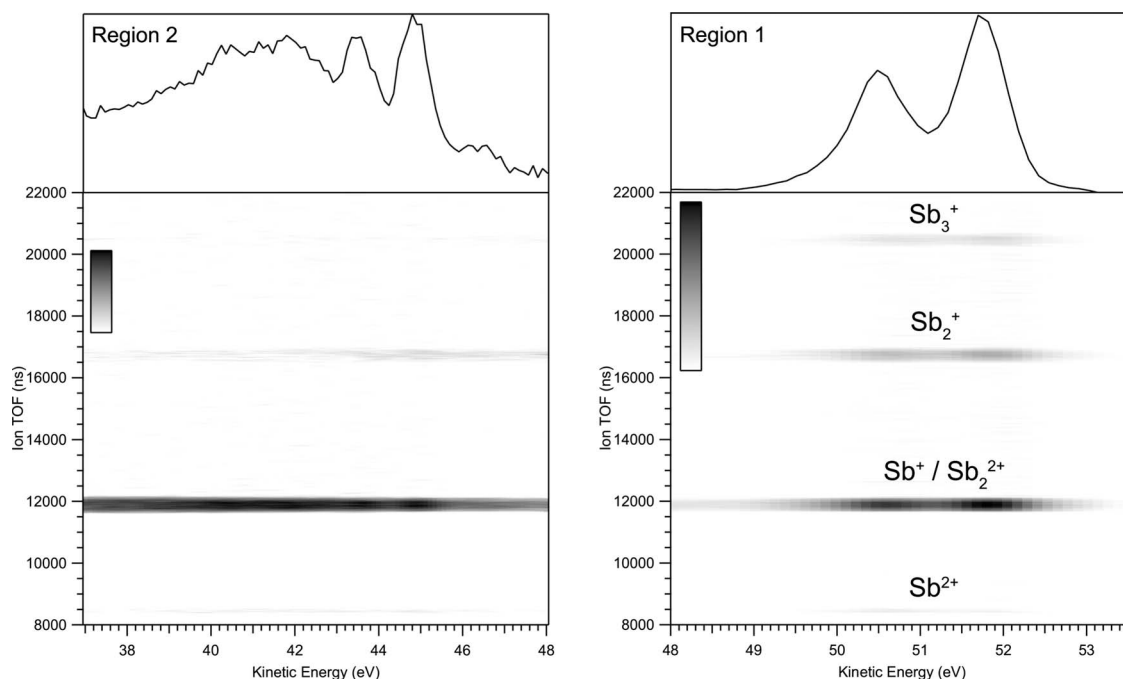 Region 2
22000
20000
18000
16000
14000
12000
10000
8000
Ion TOF (ns)
38 40 42 44 46 48
Kinetic Energy (eV)
Region 1
22000
20000
18000
16000
14000
12000
10000
8000
Ion TOF (ns)
Sb₃⁺
Sb₂⁺
Sb⁺ / Sb₂²⁺
Sb²⁺
48 49 50 51 52 53
Kinetic Energy (eV)